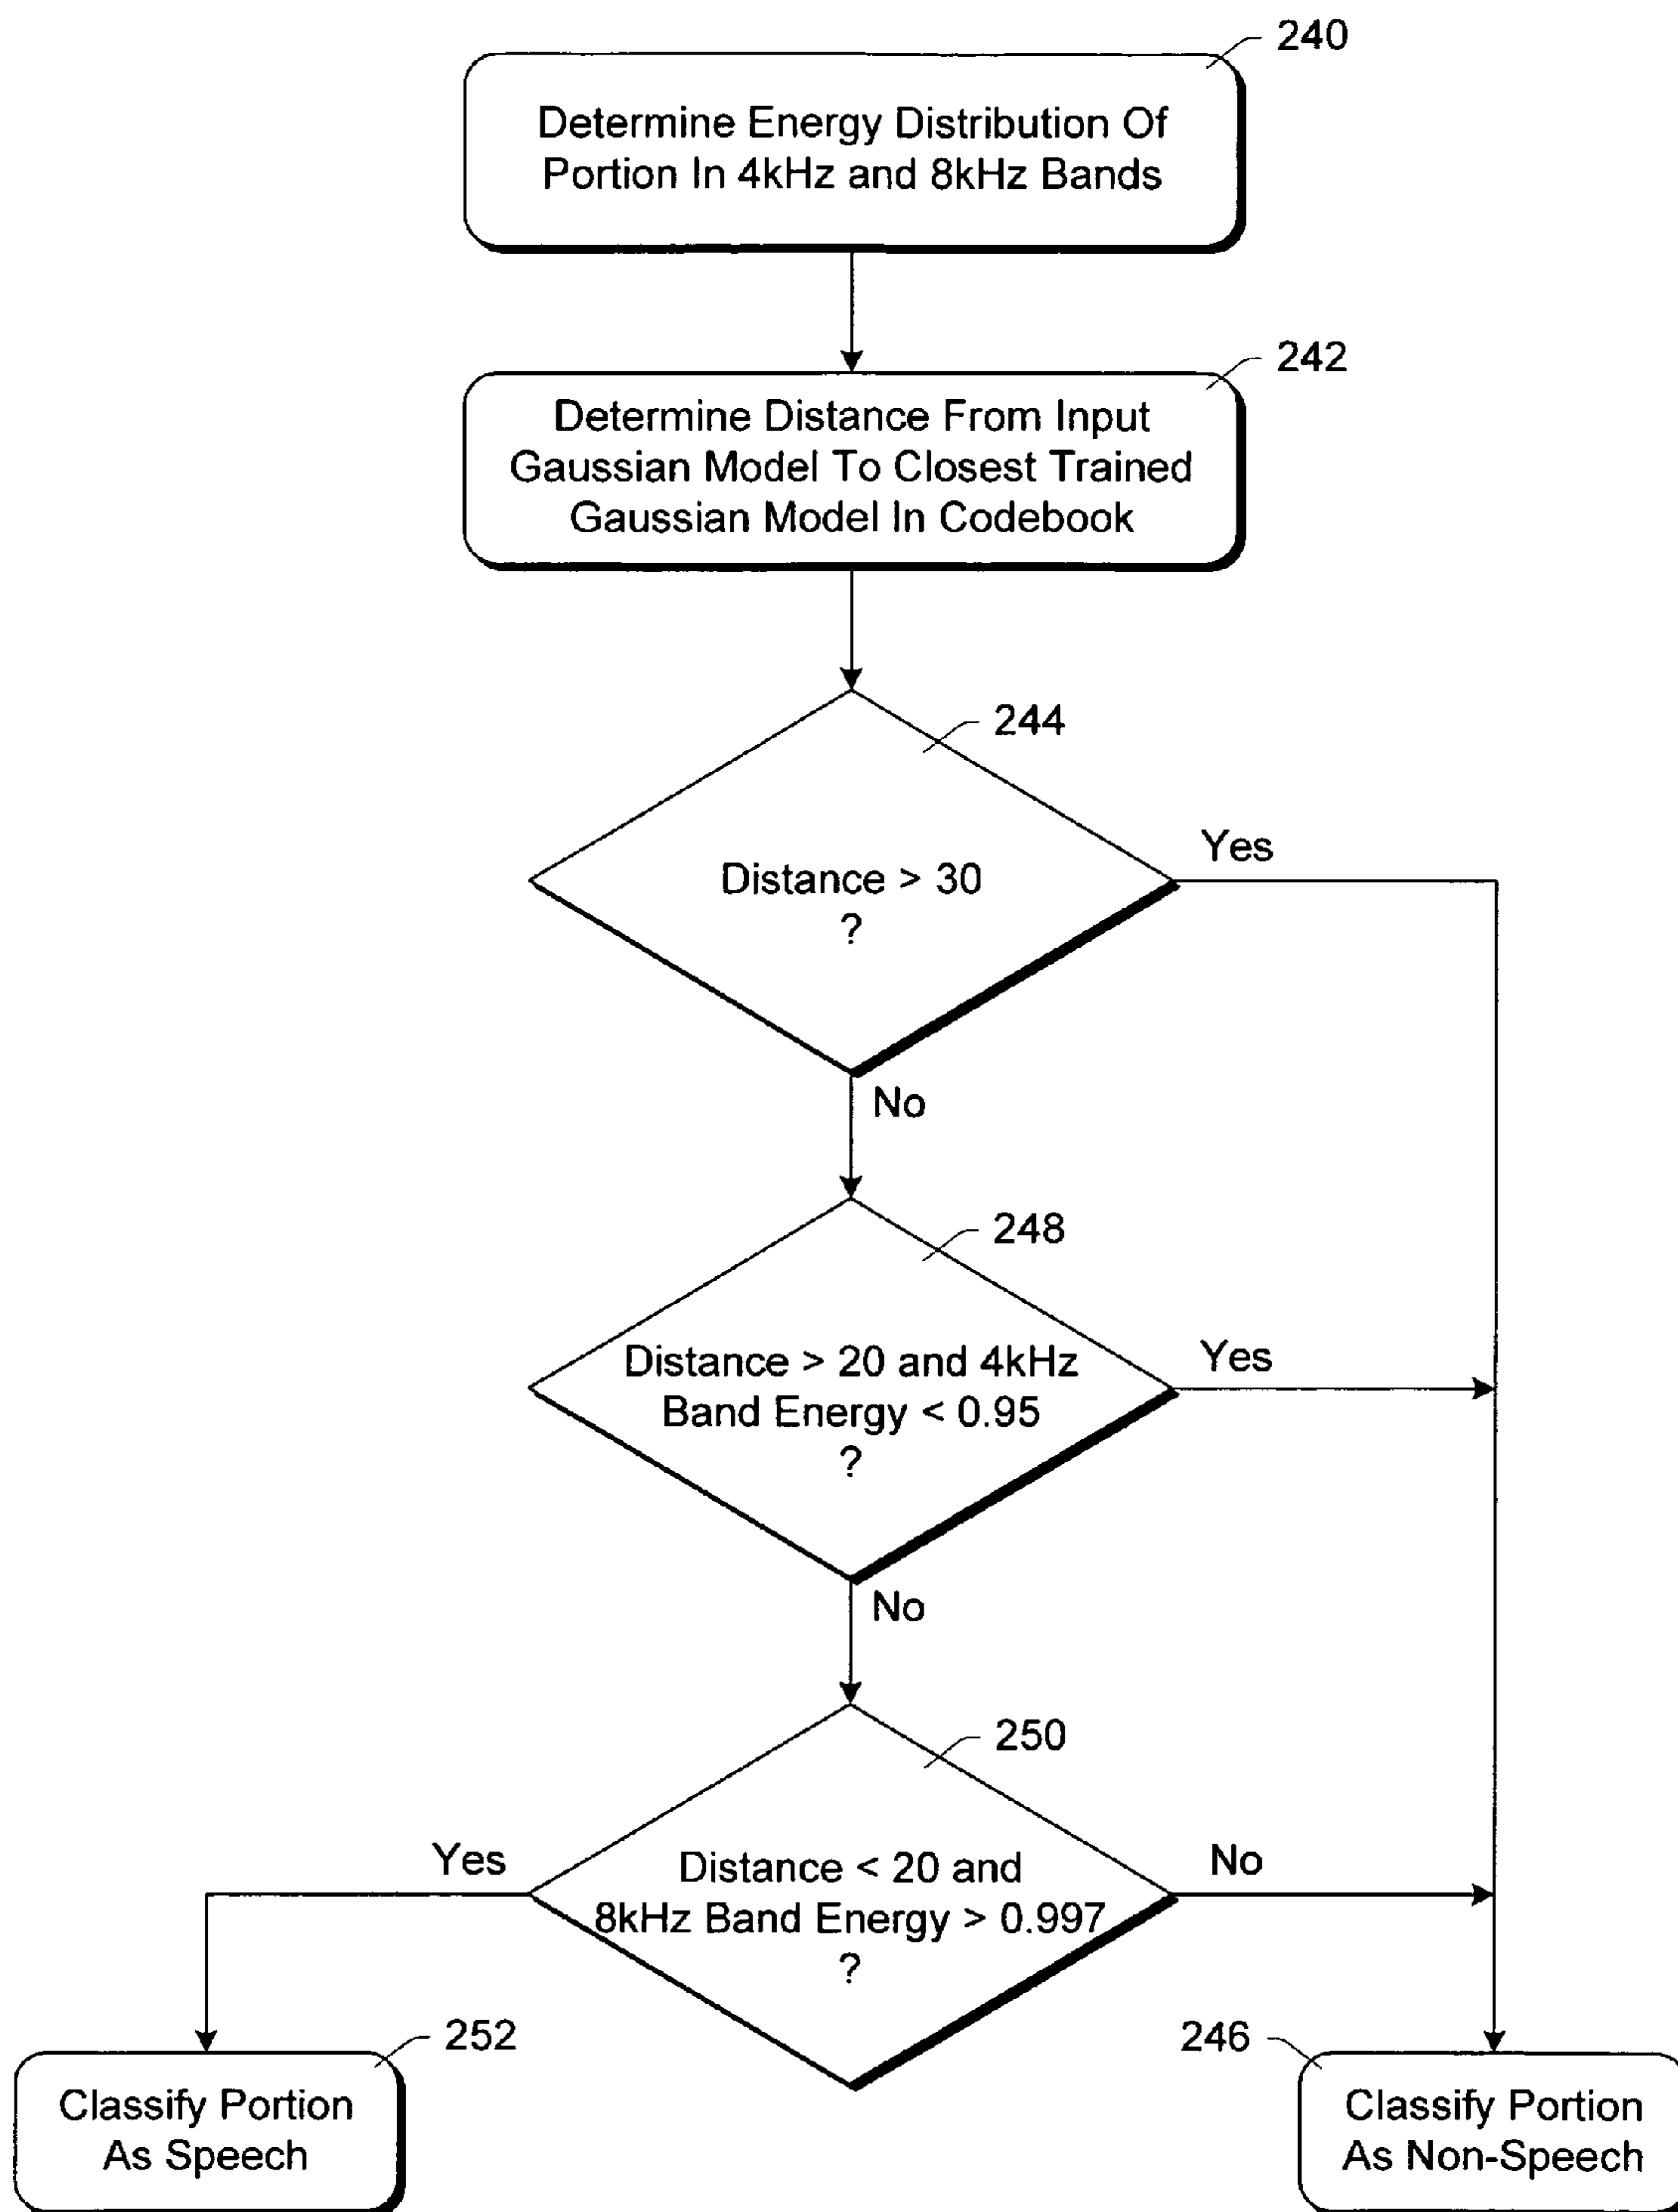 240
Determine Energy Distribution Of
Portion In 4kHz and 8kHz Bands
242
Determine Distance From Input
Gaussian Model To Closest Trained
Gaussian Model In Codebook
244
Distance > 30
?
Yes
No
248
Distance > 20 and 4kHz
Band Energy < 0.95
?
Yes
No
250
Distance < 20 and
8kHz Band Energy > 0.997
?
Yes
No
252
Classify Portion
As Speech
246
Classify Portion
As Non-Speech